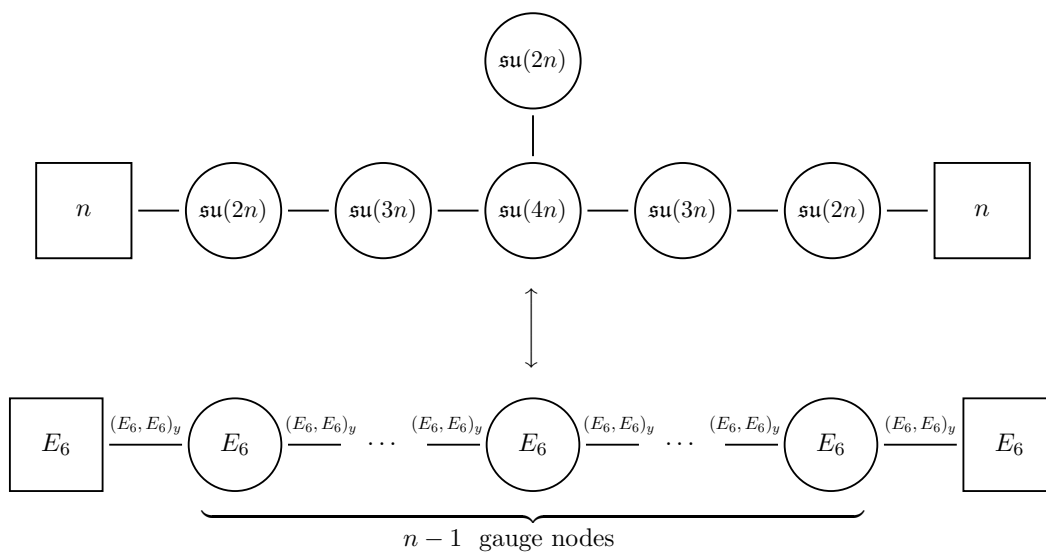 𝔰𝔲(2n)
n 𝔰𝔲(2n) 𝔰𝔲(3n) 𝔰𝔲(4n) 𝔰𝔲(3n) 𝔰𝔲(2n) n
(E₆, E₆)ᵧ (E₆, E₆)ᵧ (E₆, E₆)ᵧ (E₆, E₆)ᵧ (E₆, E₆)ᵧ (E₆, E₆)ᵧ
E₆ E₆ ··· E₆ ··· E₆ E₆
n − 1 gauge nodes